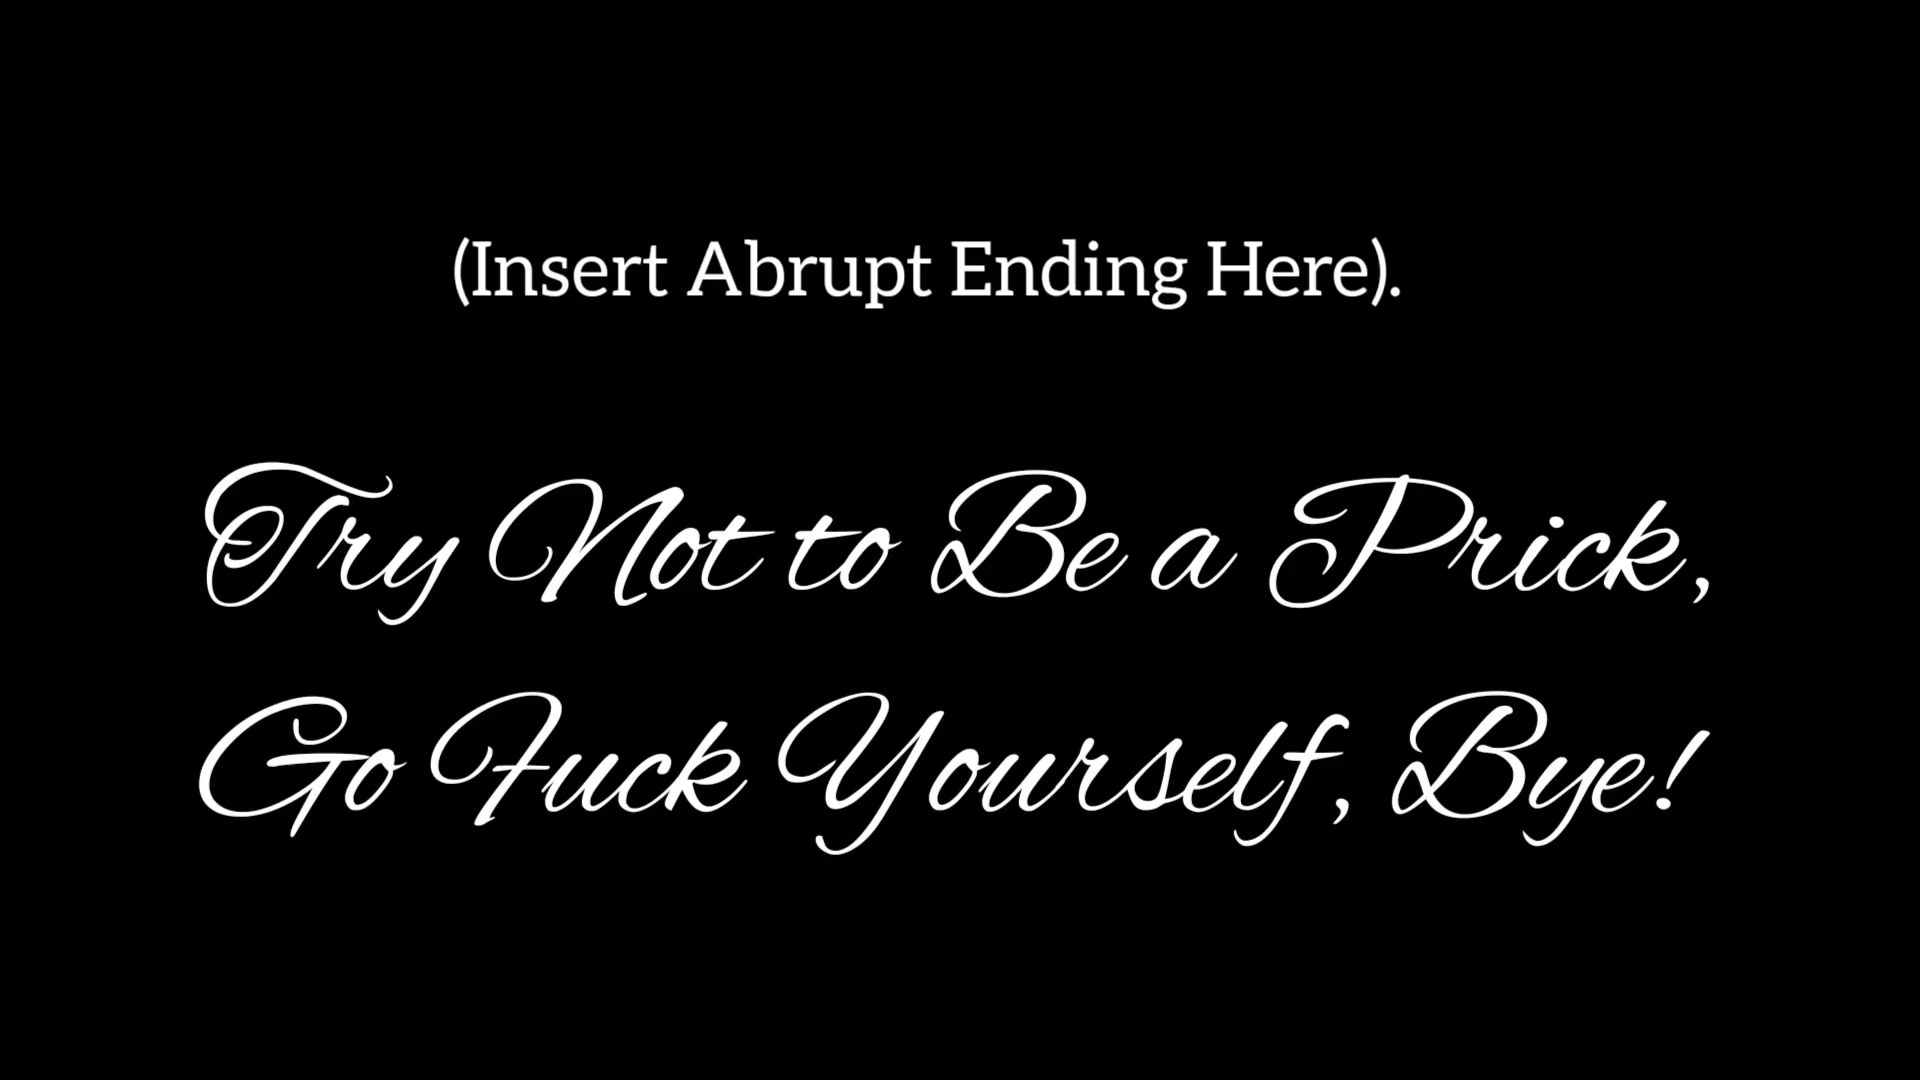 (Insert Abrupt Ending Here).
Try Not to Be a Prick,
Go Fuck Yourself, Bye!